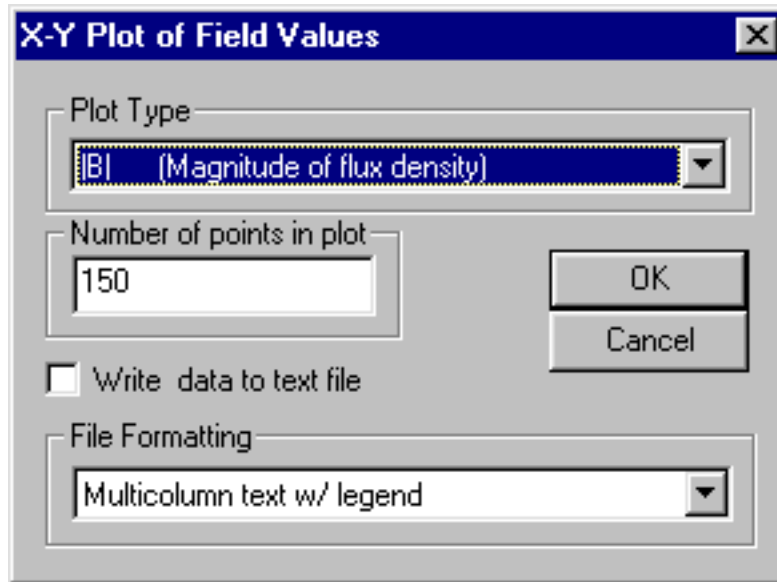 X-Y Plot of Field Values
Plot Type
|B| (Magnitude of flux density)
Number of points in plot
150
OK
Cancel
Write data to text file
File Formatting
Multicolumn text w/ legend